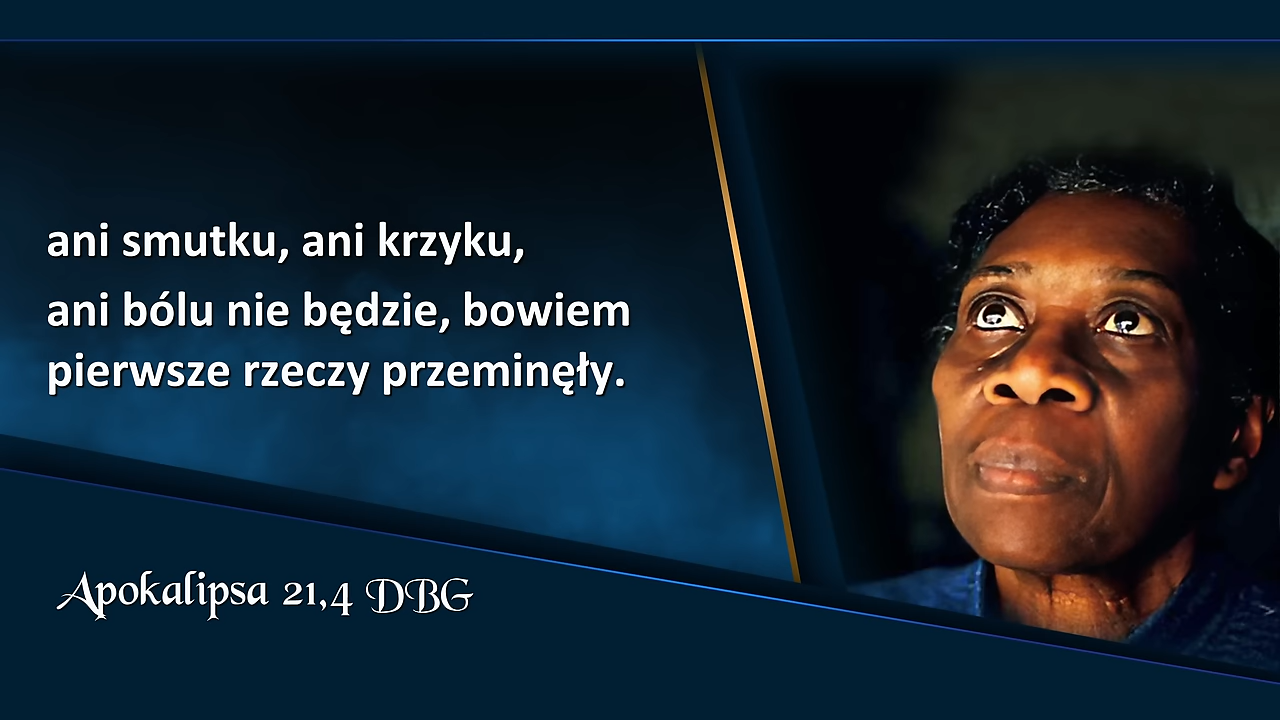 ani smutku, ani krzyku,
ani bólu nie będzie, bowiem
pierwsze rzeczy przeminęły.
Apokalipsa 21,4 DBG